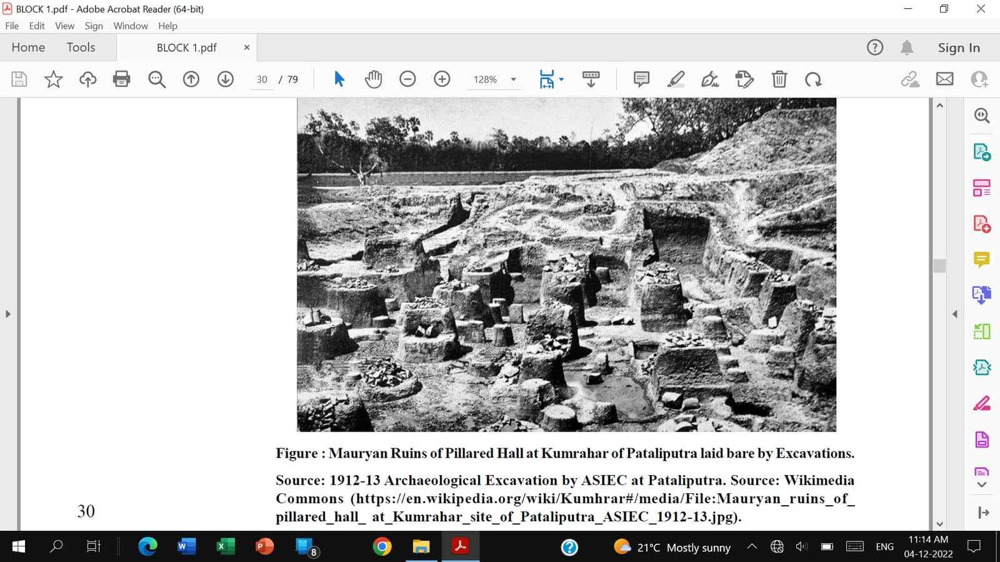 BLOCK 1.pdf - Adobe Acrobat Reader (64-bit)
File Edit View Sign Window Help
Home Tools BLOCK 1.pdf × Sign In
30 / 79 128%
Figure : Mauryan Ruins of Pillared Hall at Kumrahar of Pataliputra laid bare by Excavations.
Source: 1912-13 Archaeological Excavation by ASIEC at Pataliputra. Source: Wikimedia
Commons (https://en.wikipedia.org/wiki/Kumhrar#/media/File:Mauryan_ruins_of_
pillared_hall_ at_Kumrahar_site_of_Pataliputra_ASIEC_1912-13.jpg).
30
8 21°C Mostly sunny ENG 11:14 AM
04-12-2022